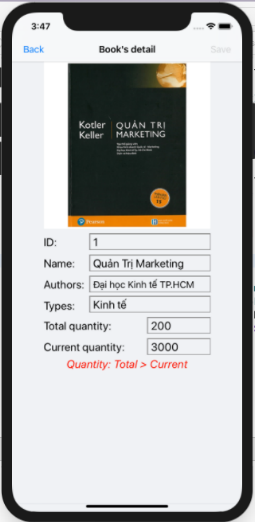 3:47
Back Book's detail Save
Kotler QUẢN TRỊ
Keller MARKETING
Pearson
ID: 1
Name: Quản Trị Marketing
Authors: Đại học Kinh tế TP.HCM
Types: Kinh tế
Total quantity: 200
Current quantity: 3000
Quantity: Total > Current